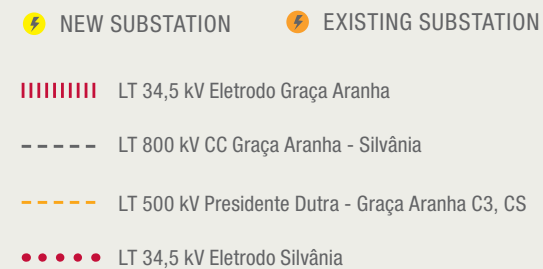 NEW SUBSTATION EXISTING SUBSTATION
LT 34,5 kV Eletrodo Graça Aranha
LT 800 kV CC Graça Aranha - Silvânia
LT 500 kV Presidente Dutra - Graça Aranha C3, CS
LT 34,5 kV Eletrodo Silvânia